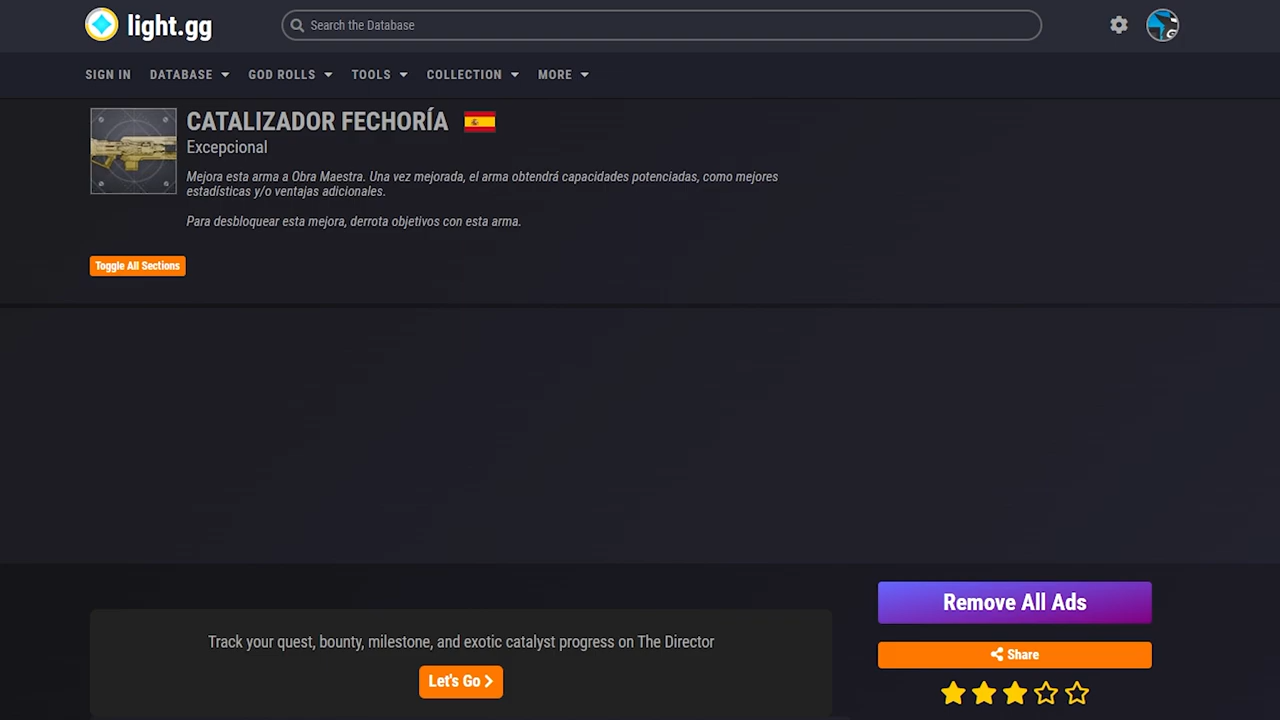 light.gg
Search the Database
SIGN IN DATABASE GOD ROLLS TOOLS COLLECTION MORE
CATALIZADOR FECHORÍA
Excepcional
Mejora esta arma a Obra Maestra. Una vez mejorada, el arma obtendrá capacidades potenciadas, como mejores
estadísticas y/o ventajas adicionales.
Para desbloquear esta mejora, derrota objetivos con esta arma.
Toggle All Sections
Remove All Ads
Track your quest, bounty, milestone, and exotic catalyst progress on The Director
Let's Go
Share